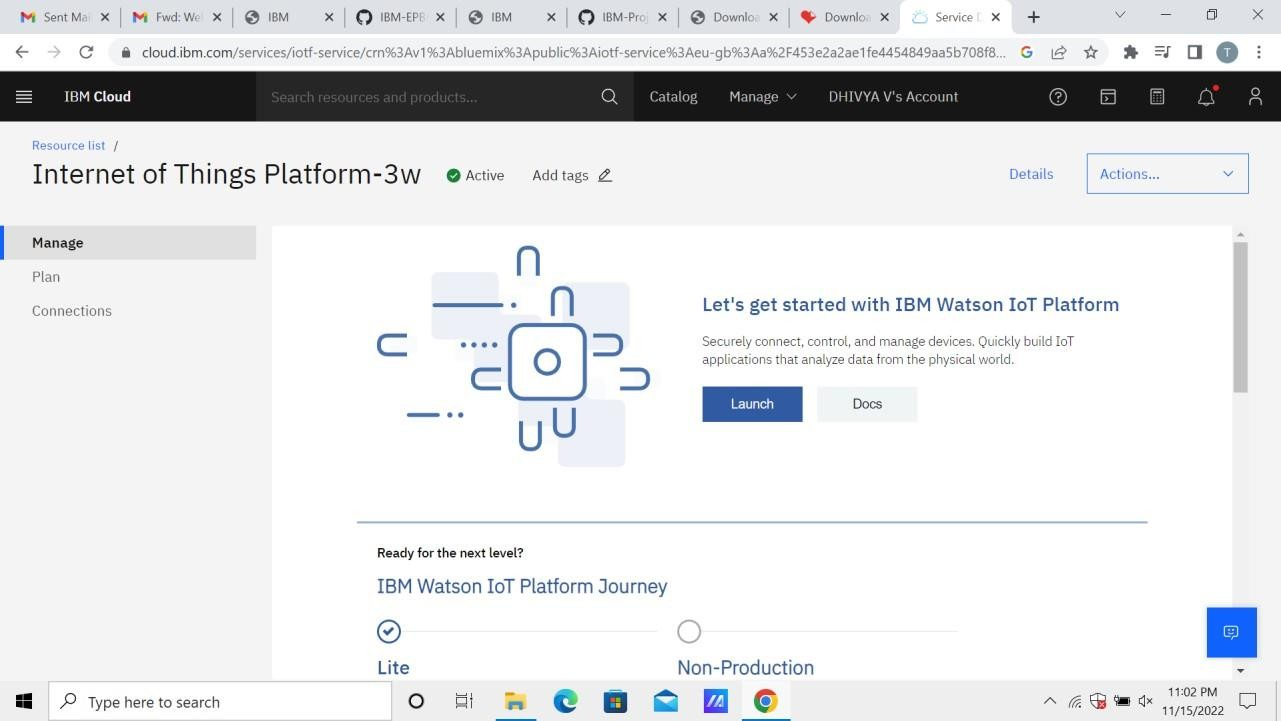 Sent Mai
Fwd: Wel
IBM
IBM-EPB
IBM
IBM-Proj
Downloa
Downloa
Service D
cloud.ibm.com/services/iotf-service/crn%3Av1%3Abluemix%3Apublic%3Aiotf-service%3Aeu-gb%3Aa%2F453e2a2ae1fe4454849aa5b708f8...
T
IBM Cloud
Search resources and products...
Catalog
Manage
DHIVYA V's Account
Resource list /
Internet of Things Platform-3w
Active
Add tags
Details
Actions...
Manage
Plan
Connections
Let's get started with IBM Watson IoT Platform
Securely connect, control, and manage devices. Quickly build IoT
applications that analyze data from the physical world.
Launch
Docs
Ready for the next level?
IBM Watson IoT Platform Journey
Lite
Non-Production
Type here to search
11:02 PM
11/15/2022